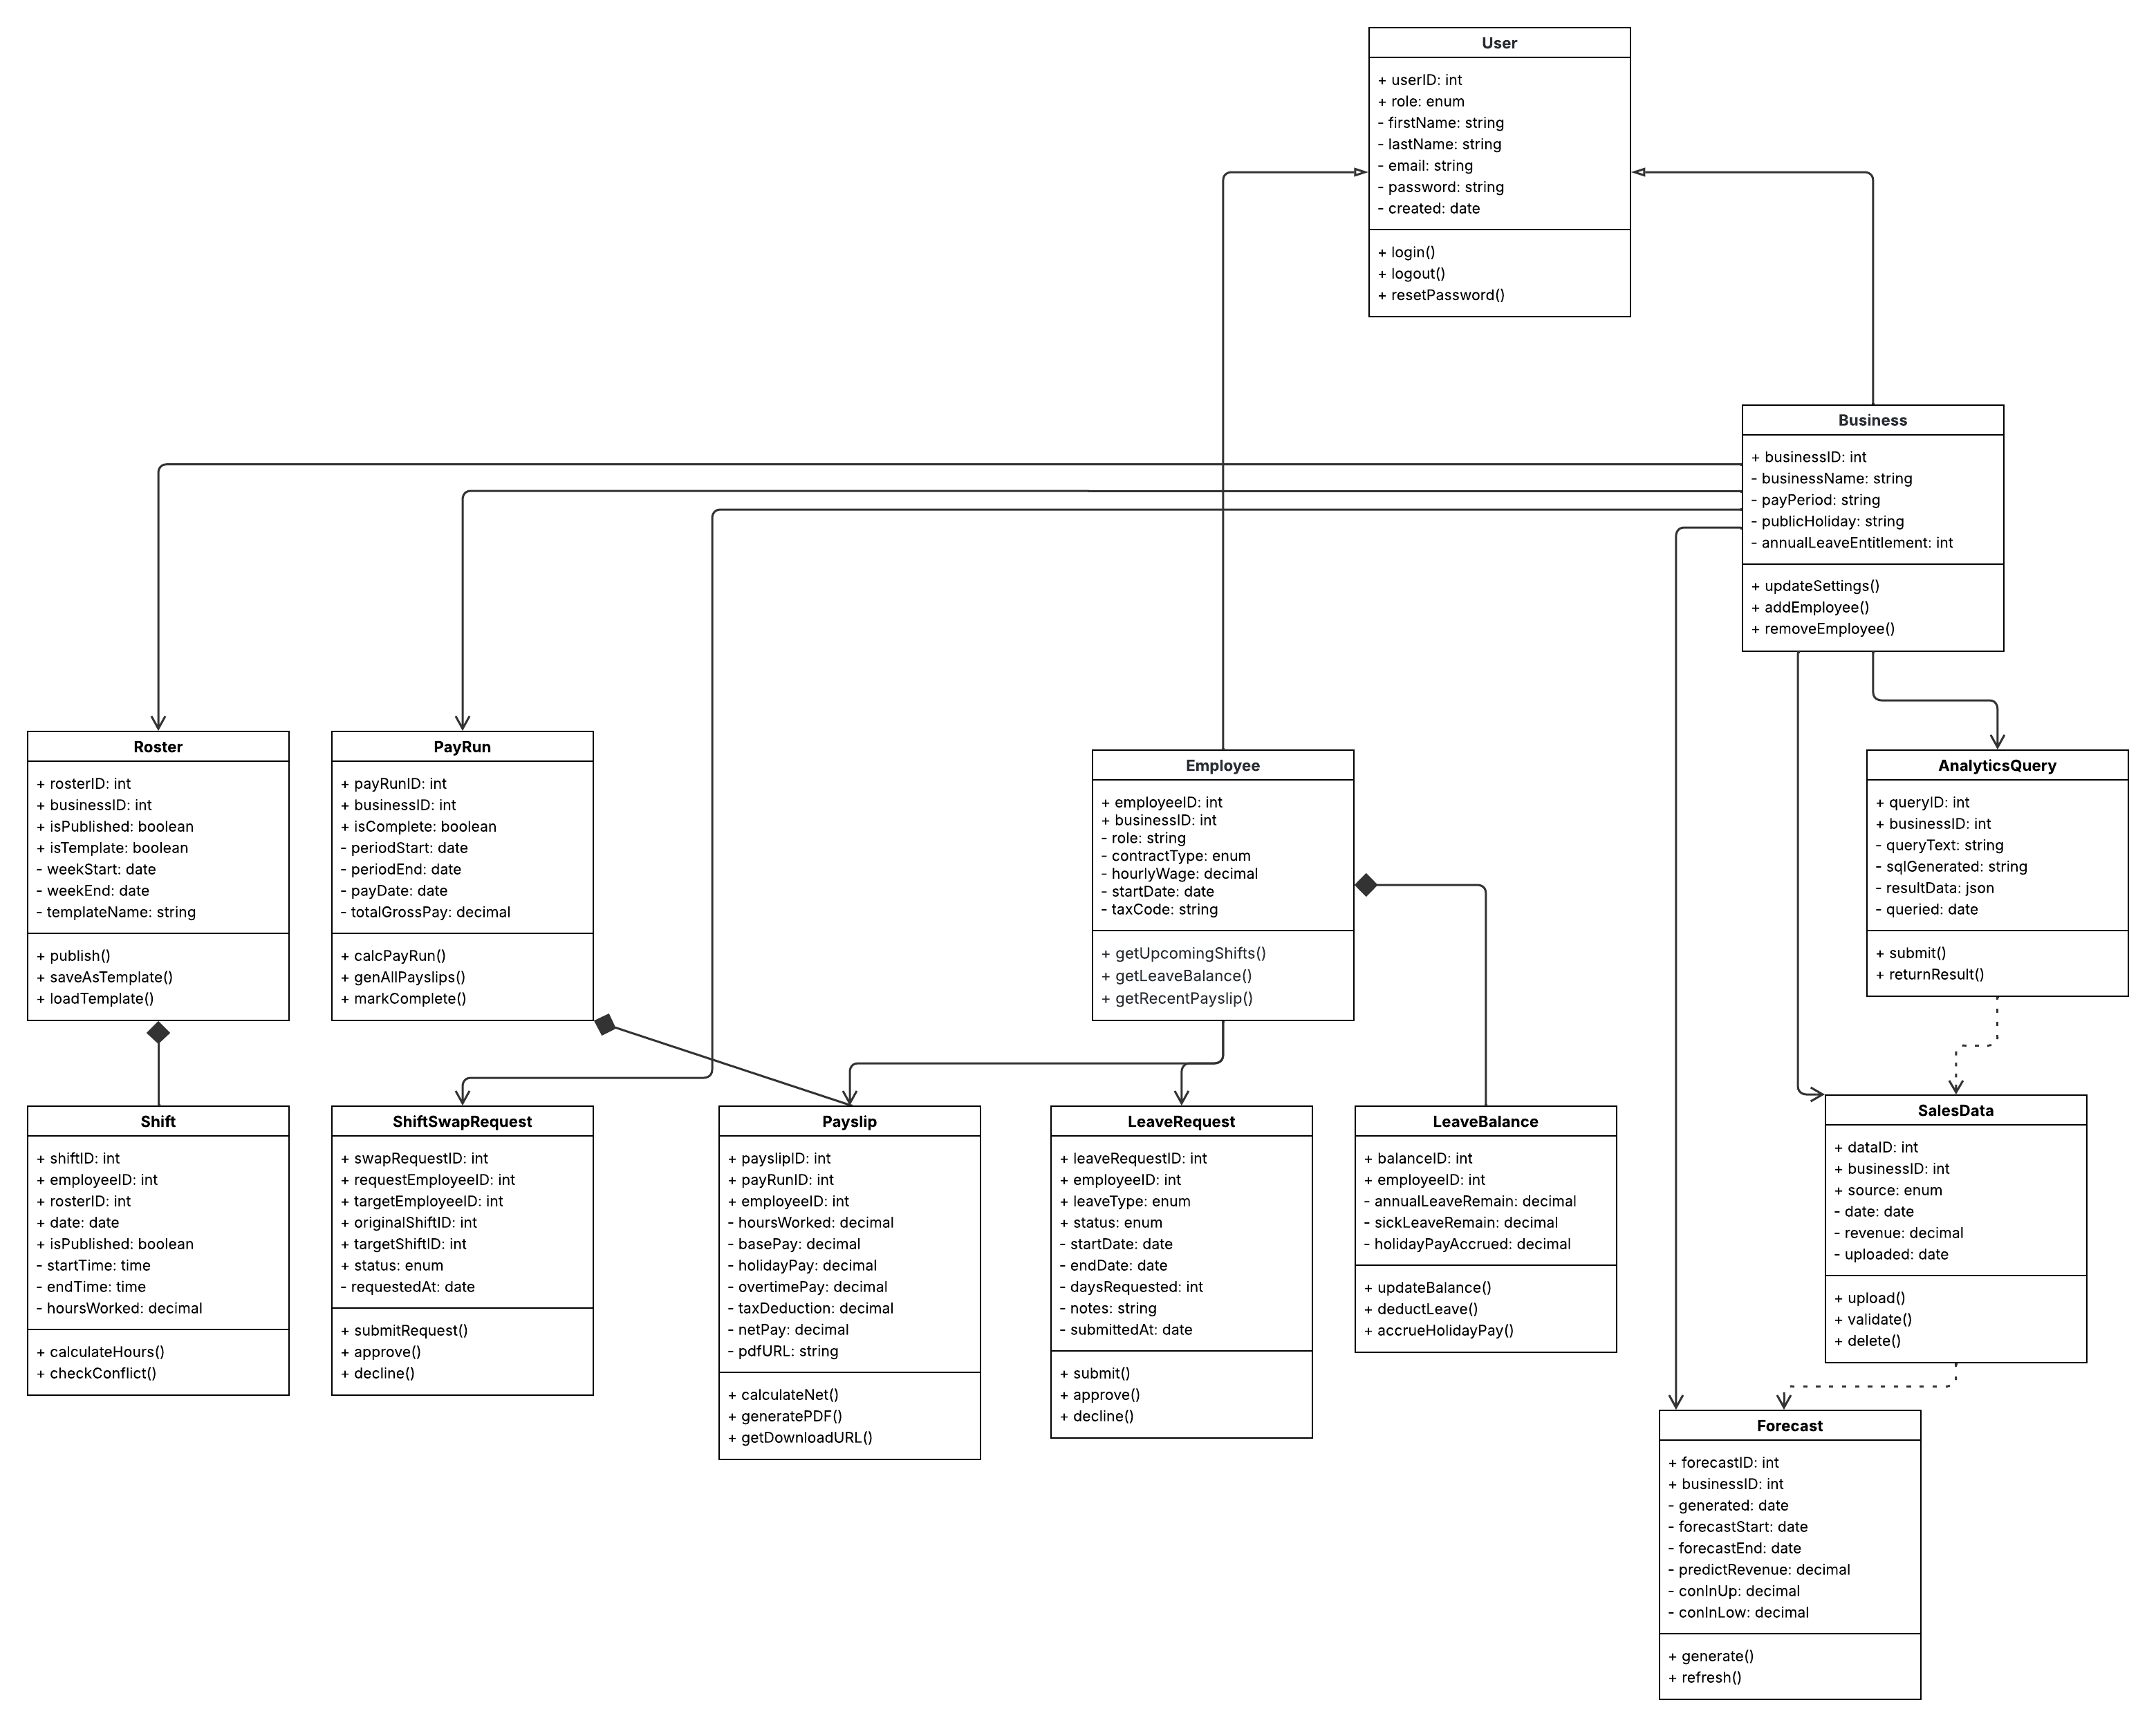 User
+ userID: int
+ role: enum
- firstName: string
- lastName: string
- email: string
- password: string
- created: date
+ login()
+ logout()
+ resetPassword()
Business
+ businessID: int
- businessName: string
- payPeriod: string
- publicHoliday: string
- annualLeaveEntitlement: int
+ updateSettings()
+ addEmployee()
+ removeEmployee()
Roster
+ rosterID: int
+ businessID: int
+ isPublished: boolean
+ isTemplate: boolean
- weekStart: date
- weekEnd: date
- templateName: string
+ publish()
+ saveAsTemplate()
+ loadTemplate()
PayRun
+ payRunID: int
+ businessID: int
+ isComplete: boolean
- periodStart: date
- periodEnd: date
- payDate: date
- totalGrossPay: decimal
+ calcPayRun()
+ genAllPayslips()
+ markComplete()
Employee
+ employeeID: int
+ businessID: int
- role: string
- contractType: enum
- hourlyWage: decimal
- startDate: date
- taxCode: string
+ getUpcomingShifts()
+ getLeaveBalance()
+ getRecentPayslip()
AnalyticsQuery
+ queryID: int
+ businessID: int
- queryText: string
- sqlGenerated: string
- resultData: json
- queried: date
+ submit()
+ returnResult()
Shift
+ shiftID: int
+ employeeID: int
+ rosterID: int
+ date: date
+ isPublished: boolean
- startTime: time
- endTime: time
- hoursWorked: decimal
+ calculateHours()
+ checkConflict()
ShiftSwapRequest
+ swapRequestID: int
+ requestEmployeeID: int
+ targetEmployeeID: int
+ originalShiftID: int
+ targetShiftID: int
+ status: enum
- requestedAt: date
+ submitRequest()
+ approve()
+ decline()
Payslip
+ payslipID: int
+ payRunID: int
+ employeeID: int
- hoursWorked: decimal
- basePay: decimal
- holidayPay: decimal
- overtimePay: decimal
- taxDeduction: decimal
- netPay: decimal
- pdfURL: string
+ calculateNet()
+ generatePDF()
+ getDownloadURL()
LeaveRequest
+ leaveRequestID: int
+ employeeID: int
+ leaveType: enum
+ status: enum
- startDate: date
- endDate: date
- daysRequested: int
- notes: string
- submittedAt: date
+ submit()
+ approve()
+ decline()
LeaveBalance
+ balanceID: int
+ employeeID: int
- annualLeaveRemain: decimal
- sickLeaveRemain: decimal
- holidayPayAccrued: decimal
+ updateBalance()
+ deductLeave()
+ accrueHolidayPay()
SalesData
+ dataID: int
+ businessID: int
+ source: enum
- date: date
- revenue: decimal
- uploaded: date
+ upload()
+ validate()
+ delete()
Forecast
+ forecastID: int
+ businessID: int
- generated: date
- forecastStart: date
- forecastEnd: date
- predictRevenue: decimal
- conInUp: decimal
- conInLow: decimal
+ generate()
+ refresh()